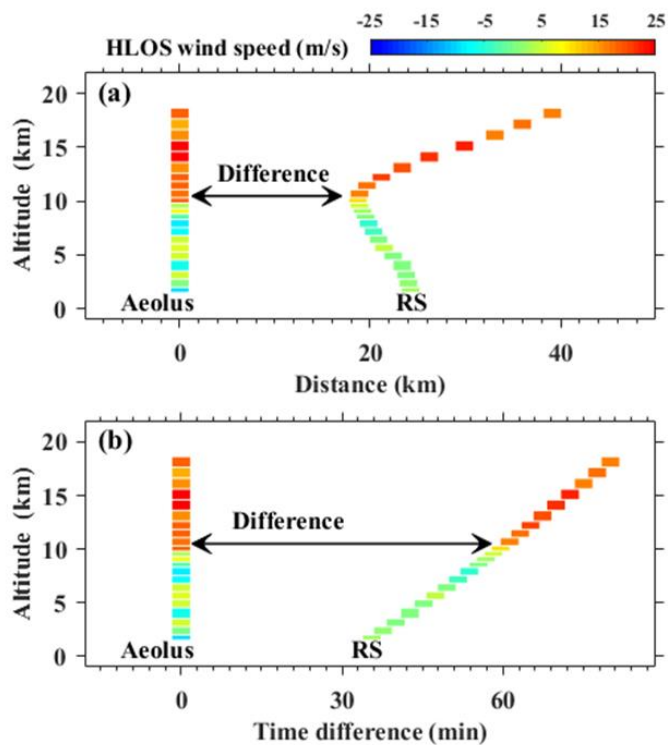 -25 -15 -5 5 15 25
HLOS wind speed (m/s)
(a)
20
15
10
5
0
Altitude (km)
Difference
Aeolus
RS
0 20 40
Distance (km)
(b)
20
15
10
5
0
Altitude (km)
Difference
Aeolus
RS
0 30 60
Time difference (min)